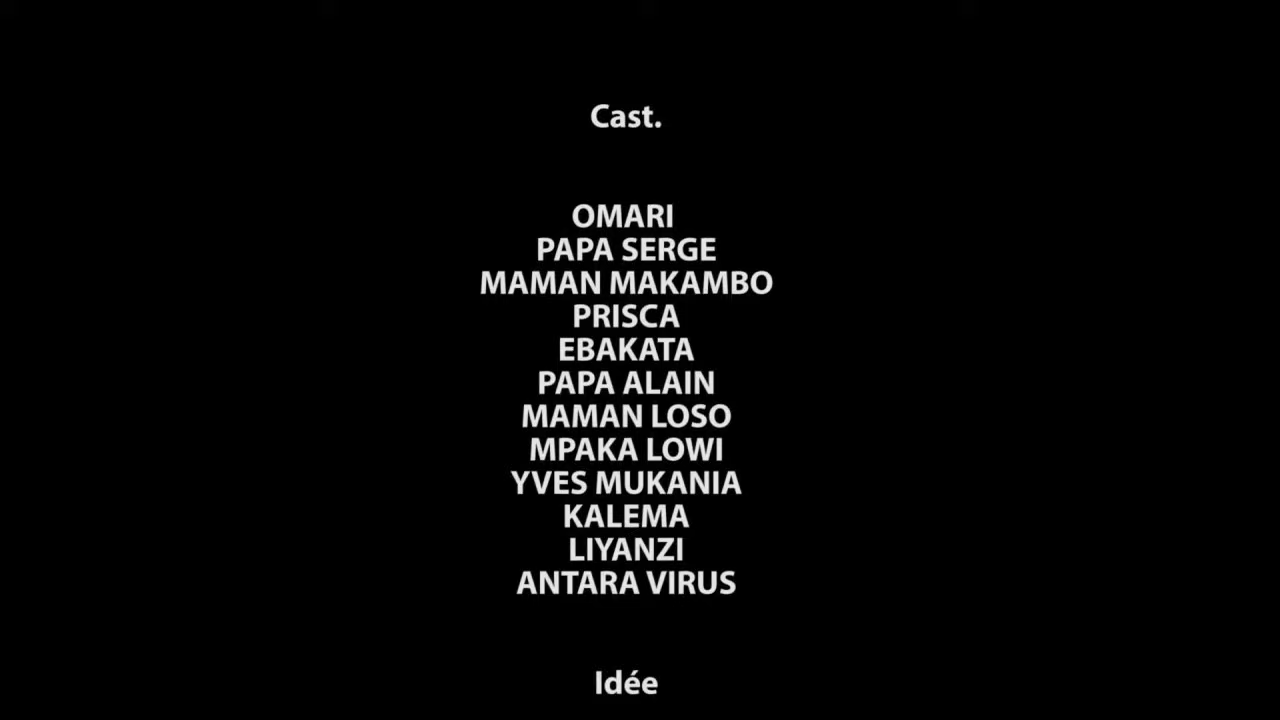 Cast.
OMARI
PAPA SERGE
MAMAN MAKAMBO
PRISCA
EBAKATA
PAPA ALAIN
MAMAN LOSO
MPAKA LOWI
YVES MUKANIA
KALEMA
LIYANZI
ANTARA VIRUS
Idée